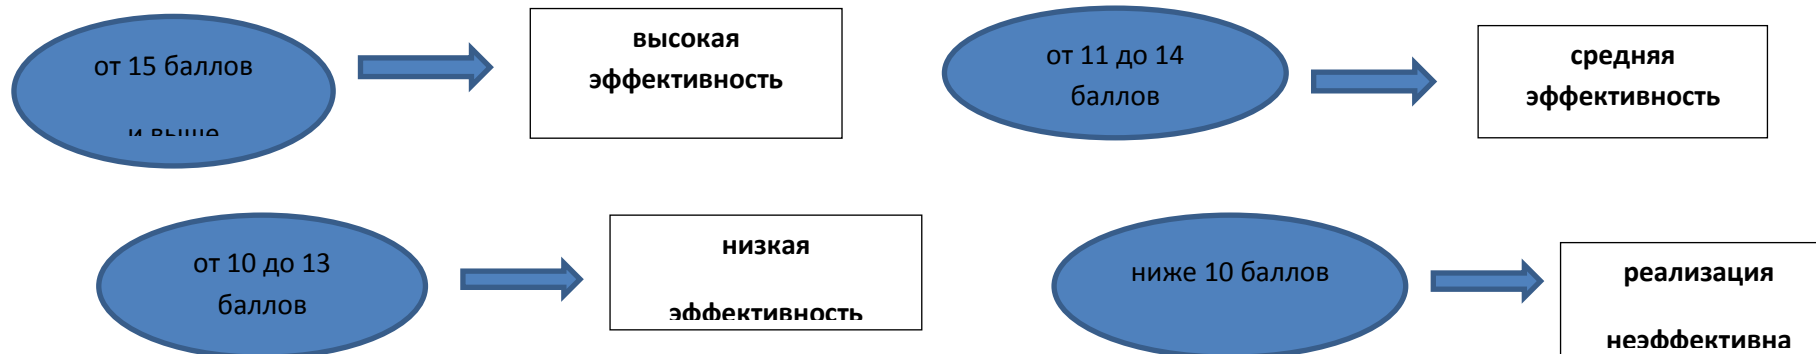 от 15 баллов
и выше
высокая
эффективность
от 11 до 14
баллов
средняя
эффективность
от 10 до 13
баллов
низкая
эффективность
ниже 10 баллов
реализация
неэффективна